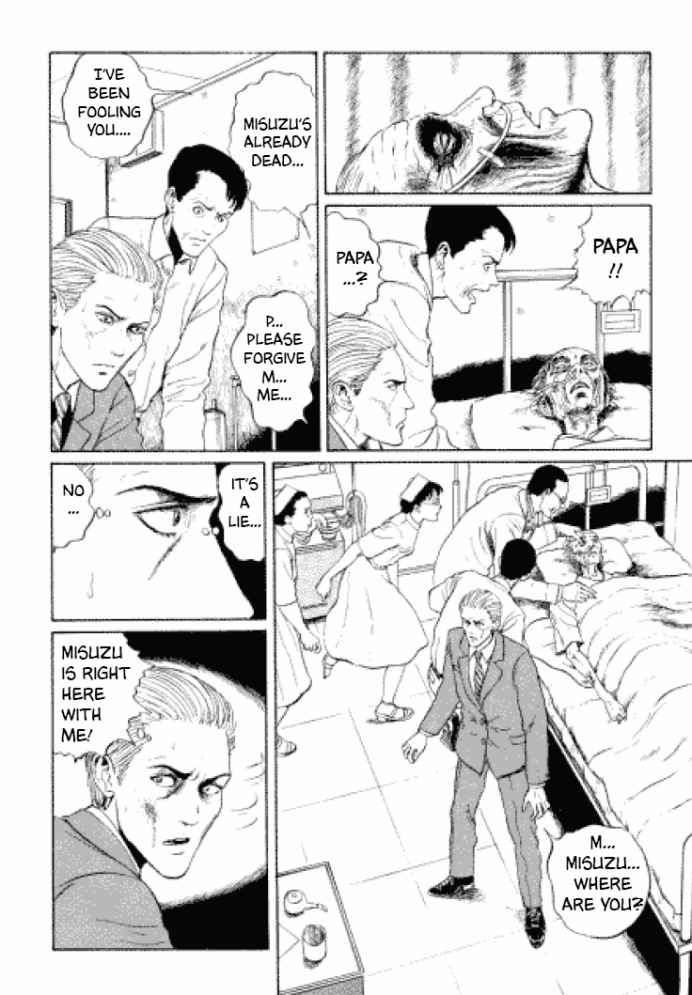 I'VE
BEEN
FOOLING
YOU....
MISUZU'S
ALREADY
DEAD...
P...
PLEASE
FORGIVE
M...
ME...
PAPA
...?
PAPA
!!
NO
...
IT'S
A
LIE...
MISUZU
IS RIGHT
HERE
WITH
ME!
M...
MISUZU...
WHERE
ARE YOU?